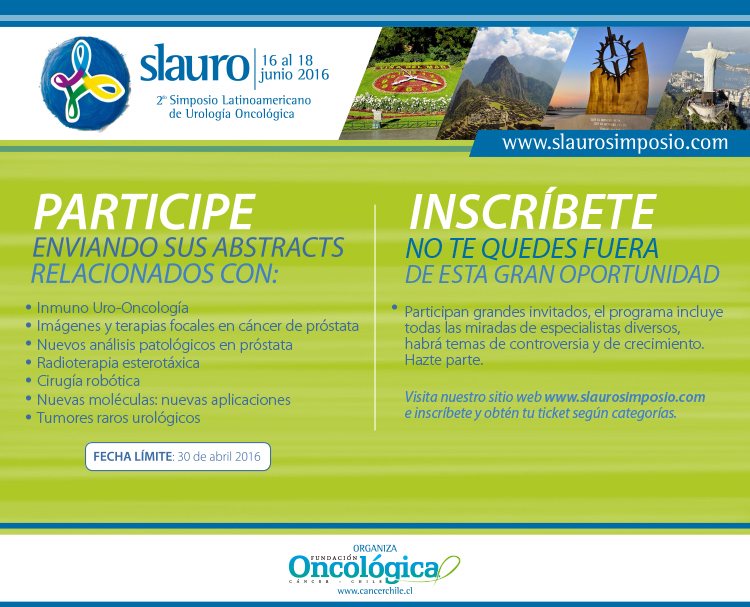 slauro
16 al 18
junio 2016
2do Simposio Latinoamericano
de Urología Oncológica
www.slaurosimposio.com
PARTICIPE
ENVIANDO SUS ABSTRACTS
RELACIONADOS CON:
• Inmuno Uro-Oncología
• Imágenes y terapias focales en cáncer de próstata
• Nuevos análisis patológicos en próstata
• Radioterapia esterotáxica
• Cirugía robótica
• Nuevas moléculas: nuevas aplicaciones
• Tumores raros urológicos
FECHA LÍMITE: 30 de abril 2016
INSCRÍBETE
NO TE QUEDES FUERA
DE ESTA GRAN OPORTUNIDAD
• Participan grandes invitados, el programa incluye
todas las miradas de especialistas diversos,
habrá temas de controversia y de crecimiento.
Hazte parte.
Visita nuestro sitio web www.slaurosimposio.com
e inscríbete y obtén tu ticket según categorías.
ORGANIZA
FUNDACIÓN
Oncológica
CÁNCER - CHILE
www.cancerchile.cl